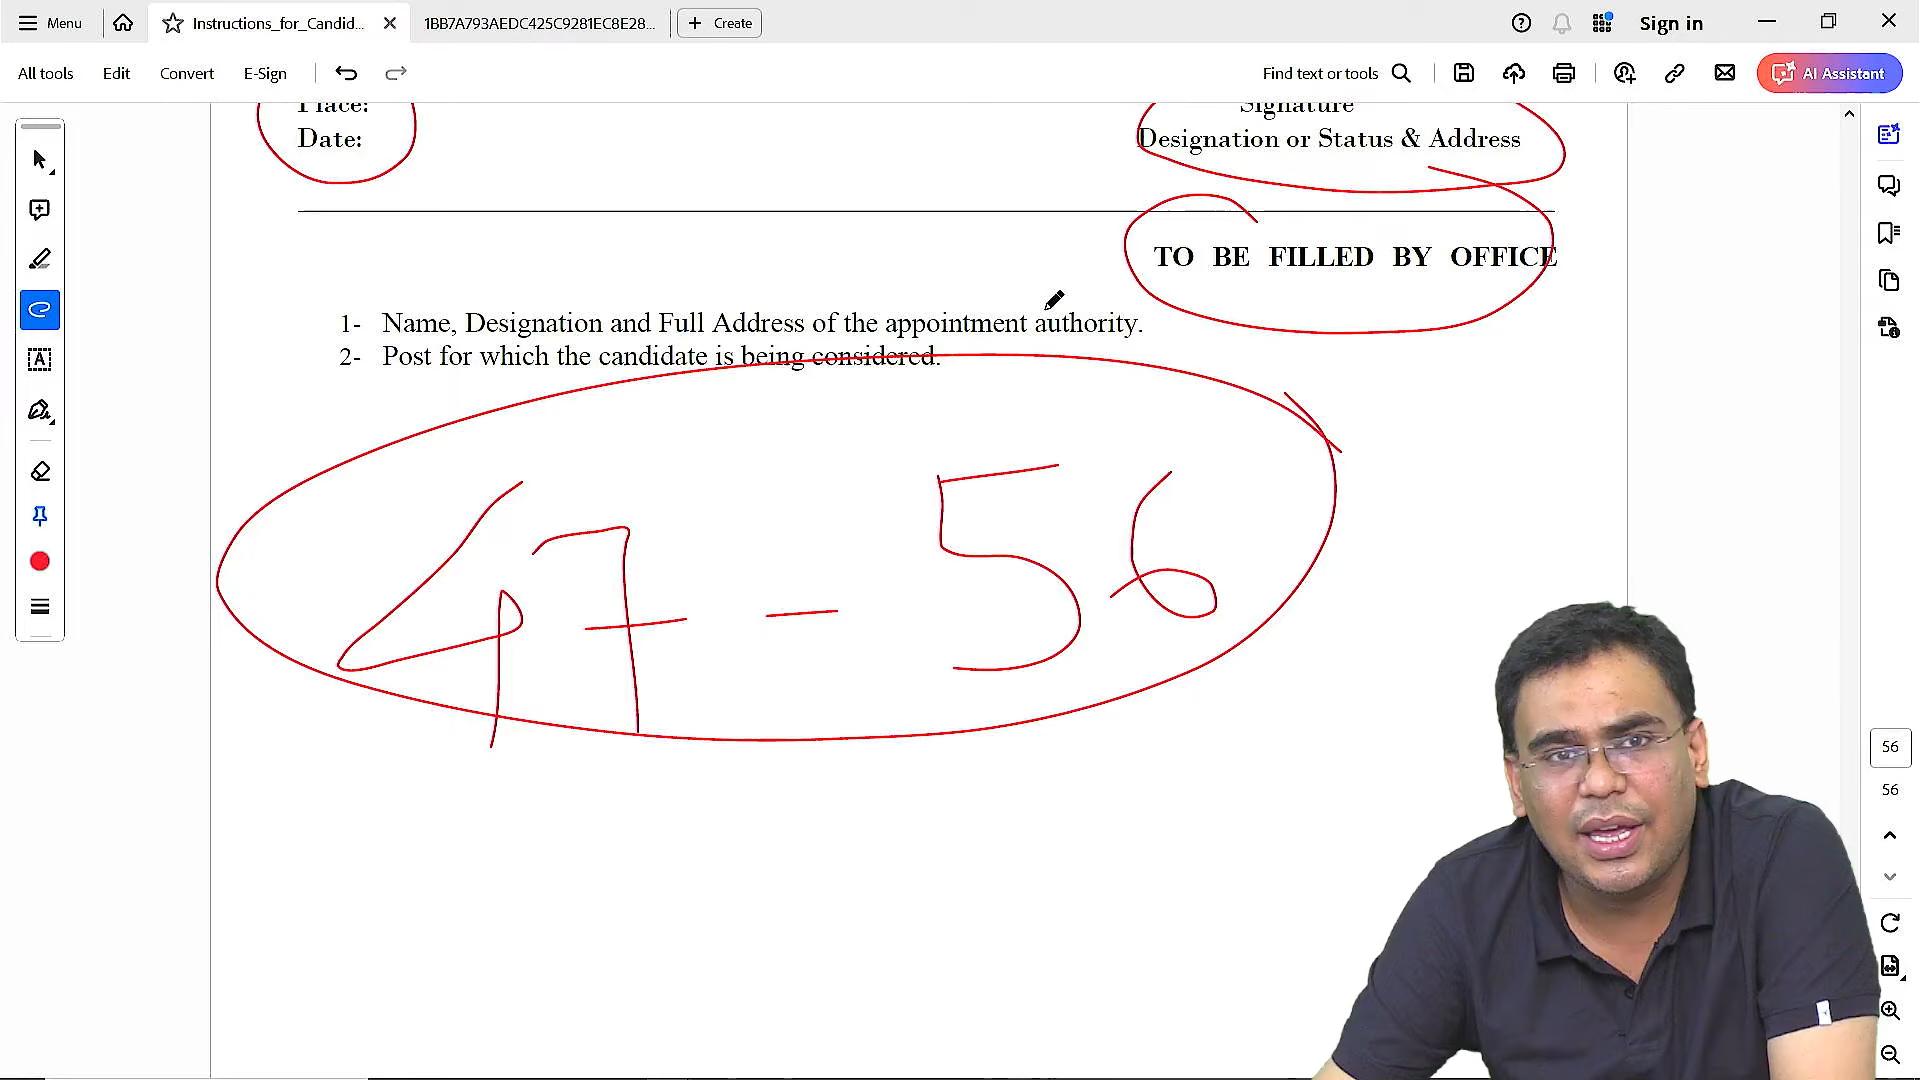 Menu
Instructions_for_Candid...
1BB7A793AEDC425C9281EC8E28...
Create
Sign in
All tools
Edit
Convert
E-Sign
Find text or tools
AI Assistant
Place:
Signature
Date:
Designation or Status & Address
TO BE FILLED BY OFFICE
1- Name, Designation and Full Address of the appointment authority.
2- Post for which the candidate is being considered.
47 - 56
56
56